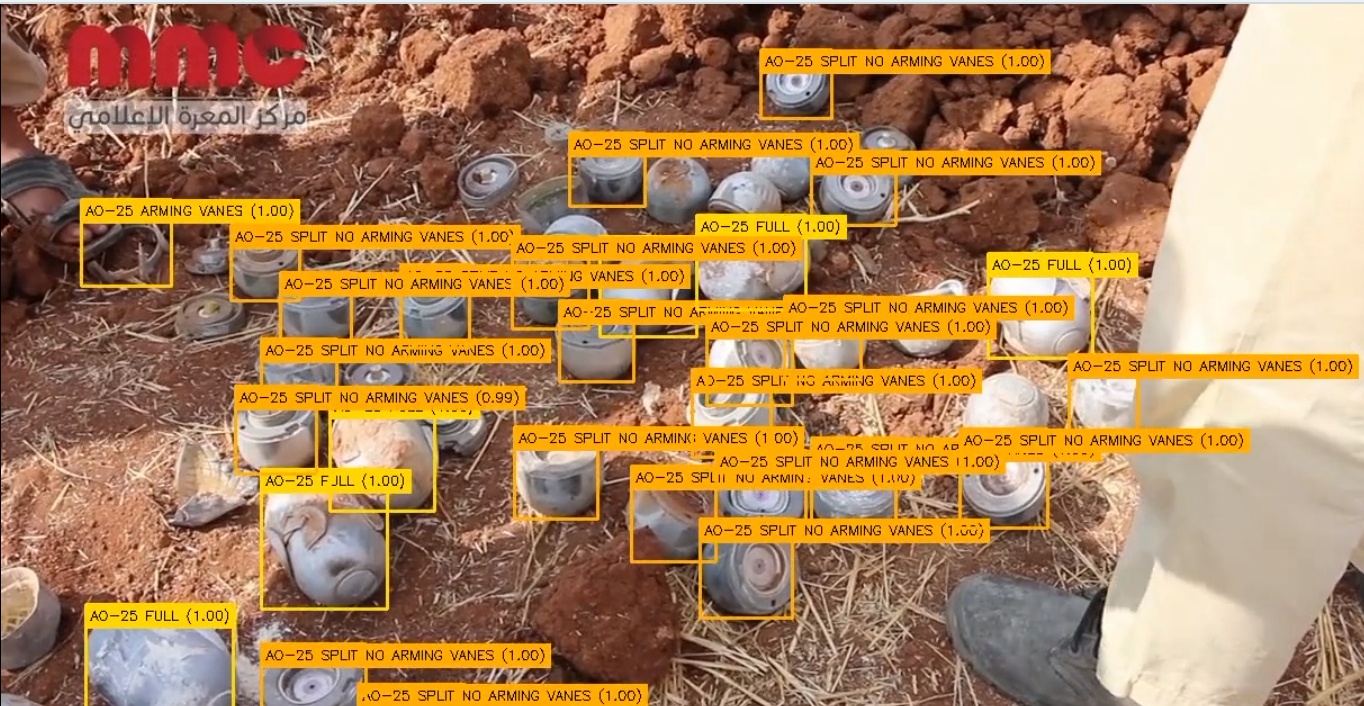 mmc
مركز المعرة الإعلامي
AO-25 SPLIT NO ARMING VANES (1.00)
AO-25 SPLIT NO ARMING VANES (1.00)
AO-25 SPLIT NO ARMING VANES (1.00)
AO-25 ARMING VANES (1.00)
AO-25 FULL (1.00)
AO-25 SPLIT NO ARMING VANES (1.00)
AO-25 SPLIT NO ARMING VANES (1.00)
AO-25 FULL (1.00)
VANES (1.00)
AO-25 SPLIT NO ARMING VANES (1.00)
AO-25 SPLIT NO ARMING VANES (1.00)
AO-25 SPLIT NO
AO-25 SPLIT NO ARMING VANES (1.00)
AO-25 SPLIT NO ARMING VANES (1.00)
AO-25 SPLIT NO ARMING VANES (1.00)
AO-25 SPLIT NO ARMING VANES (1.00)
AO-25 SPLIT NO ARMING VANES (0.99)
AO-25 SPLIT NO ARMING VANES (1.00)
AO-25 SPLIT NO ARMING VANES (1.00)
AO-25 SPLIT NO ARMING VANES (1.00)
AO-25 SPLIT NO ARMING VANES (1.00)
AO-25 FULL (1.00)
AO-25 SPLIT NO ARMING VANES (1.00)
AO-25 FULL (1.00)
AO-25 SPLIT NO ARMING VANES (1.00)
AO-25 SPLIT NO ARMING VANES (1.00)